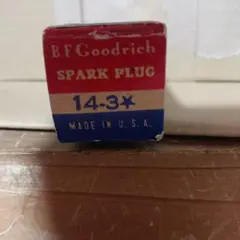 B.F.Goodrich
SPARK PLUG
14-3★
MADE IN U.S.A.